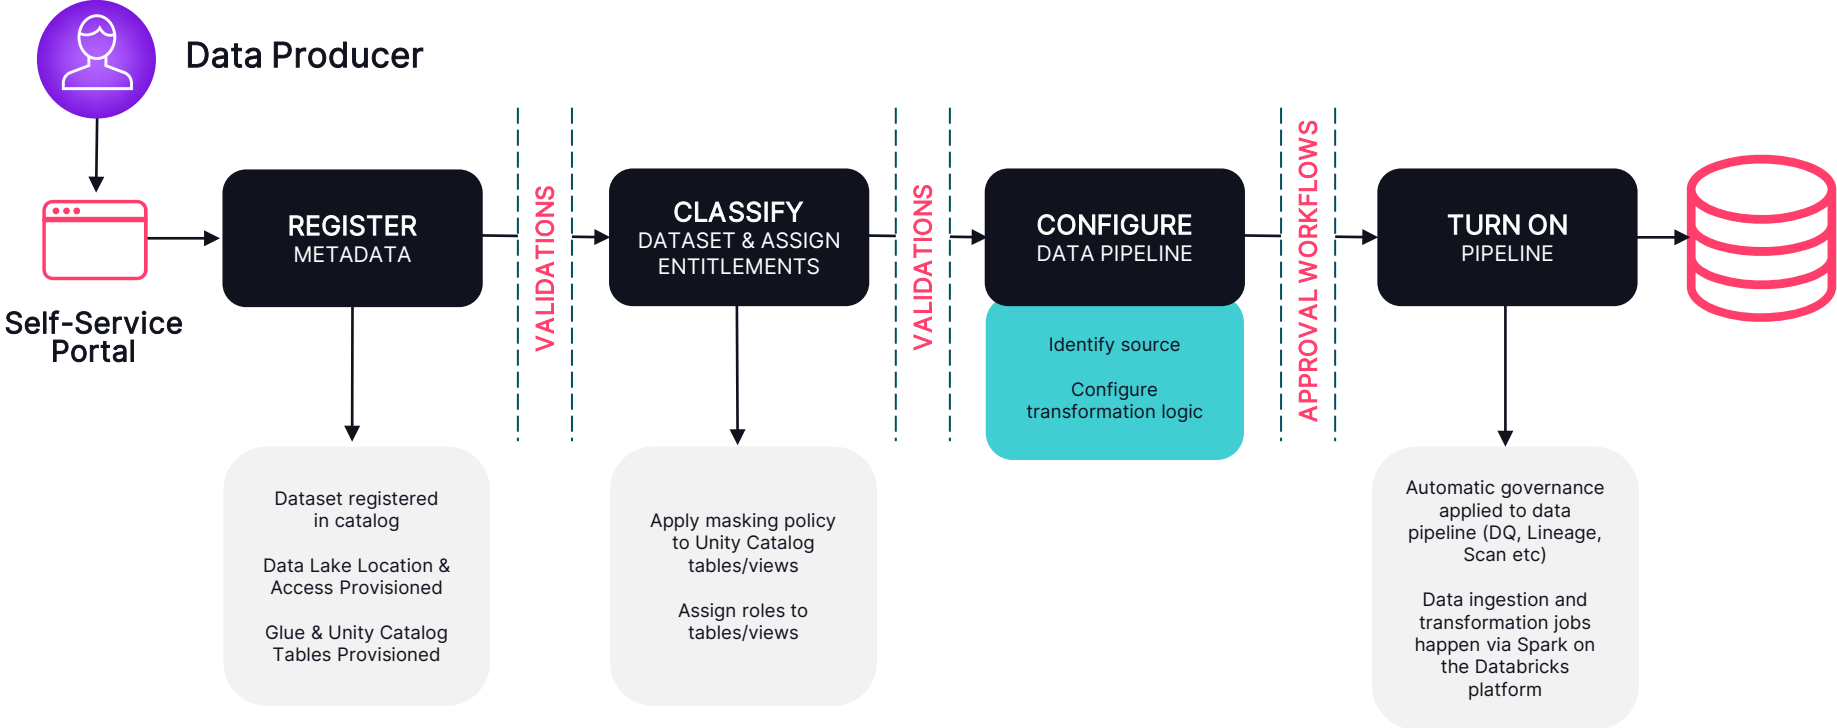 Data Producer
Self-Service
Portal
REGISTER
METADATA
VALIDATIONS
CLASSIFY
DATASET & ASSIGN
ENTITLEMENTS
VALIDATIONS
CONFIGURE
DATA PIPELINE
Identify source
Configure
transformation logic
APPROVAL WORKFLOWS
TURN ON
PIPELINE
Dataset registered
in catalog
Data Lake Location &
Access Provisioned
Glue & Unity Catalog
Tables Provisioned
Apply masking policy
to Unity Catalog
tables/views
Assign roles to
tables/views
Automatic governance
applied to data
pipeline (DQ, Lineage,
Scan etc)
Data ingestion and
transformation jobs
happen via Spark on
the Databricks
platform